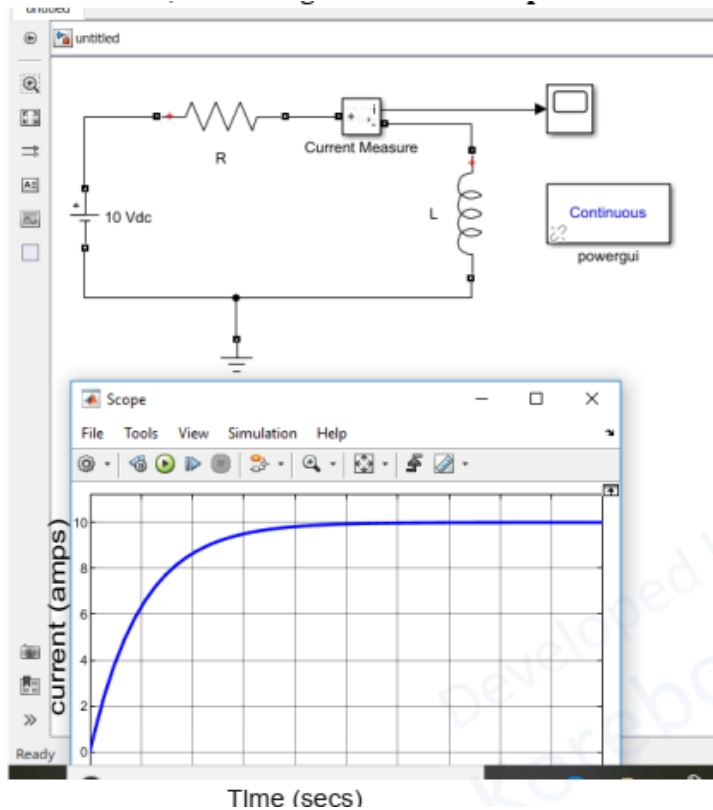 untitled
untitled
i
Current Measure
R
10 Vdc
L
Continuous
powergui
Scope
File Tools View Simulation Help
current (amps)
10
8
6
4
2
0
Ready
TIme (secs)
Developed